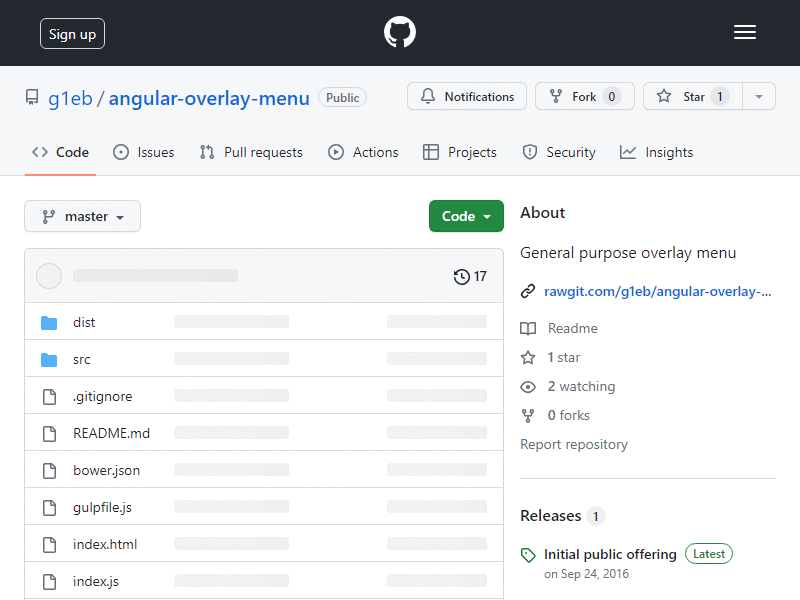 Sign up
g1eb / angular-overlay-menu Public
Notifications
Fork 0
Star 1
Code
Issues
Pull requests
Actions
Projects
Security
Insights
master
Code
17
dist
src
.gitignore
README.md
bower.json
gulpfile.js
index.html
index.js
About
General purpose overlay menu
rawgit.com/g1eb/angular-overlay-...
Readme
1 star
2 watching
0 forks
Report repository
Releases 1
Initial public offering Latest
on Sep 24, 2016